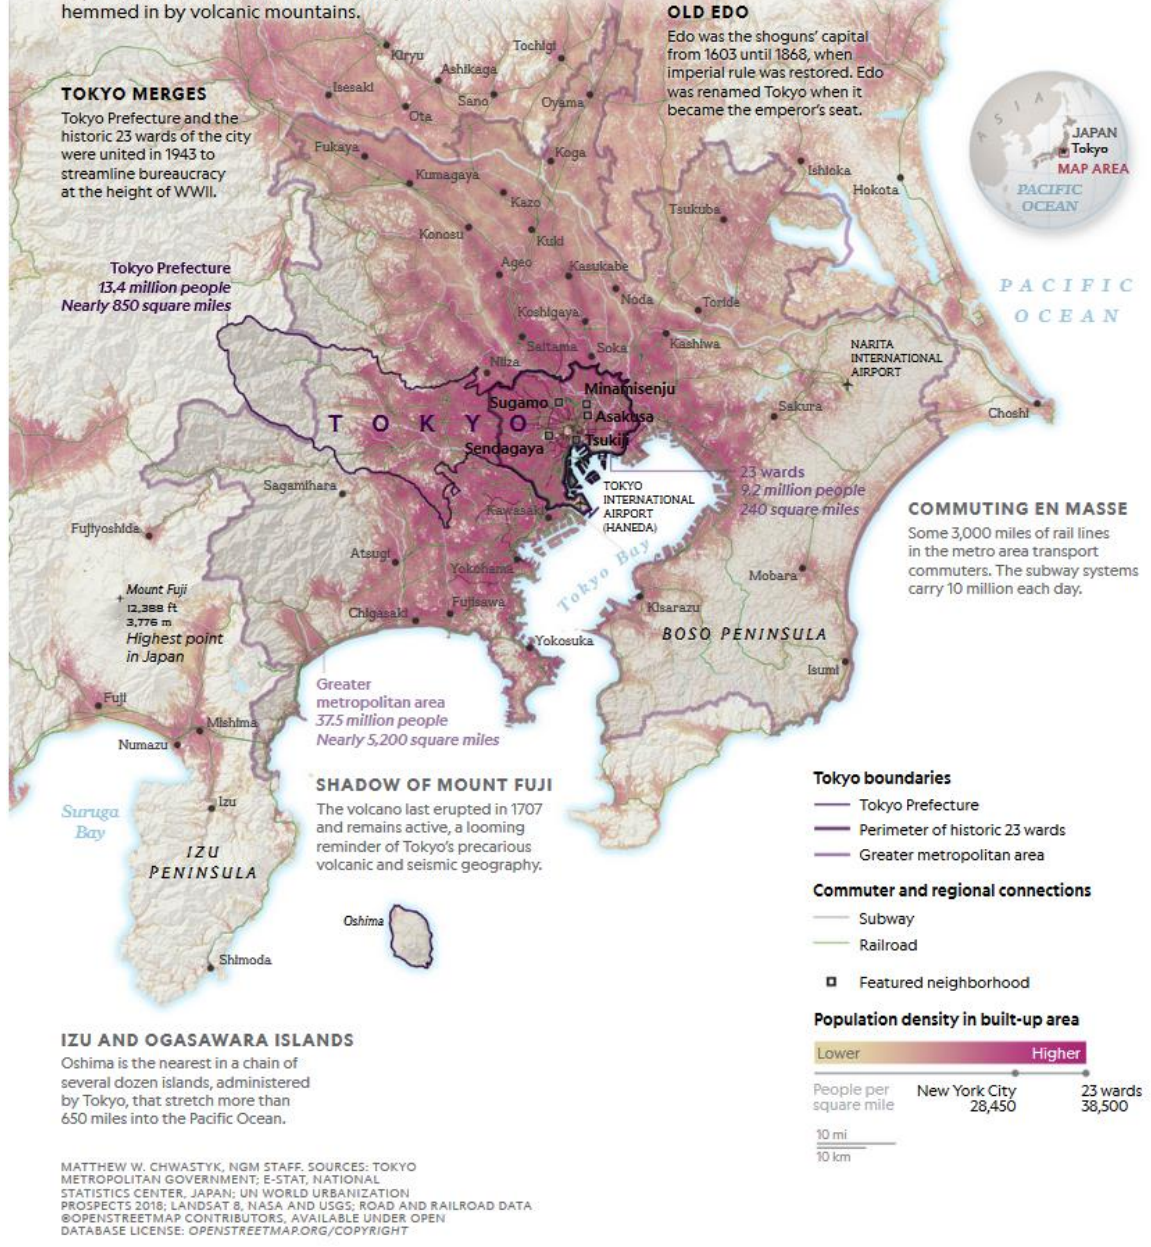 hemmed in by volcanic mountains.
OLD EDO
Edo was the shoguns’ capital
from 1603 until 1868, when
imperial rule was restored. Edo
was renamed Tokyo when it
became the emperor’s seat.
TOKYO MERGES
Tokyo Prefecture and the
historic 23 wards of the city
were united in 1943 to
streamline bureaucracy
at the height of WWII.
Kiryu
Tochigi
Ashikaga
Isesaki
Sano
Oyama
Ota
Fukaya
Koga
Kumagaya
Kazo
Konosu
Kuki
Ageo
Kasukabe
Noda
Koshigaya
Toride
Tsukuba
Ishioka
Hokota
ASIA
JAPAN
Tokyo
MAP AREA
PACIFIC
OCEAN
PACIFIC
OCEAN
Tokyo Prefecture
13,4 million people
Nearly 850 square miles
Saitama
Soka
Kashiwa
Niiza
NARITA
INTERNATIONAL
AIRPORT
Minamisenju
Sugamo
Asakusa
TOKYO
Tsukiji
Sendagaya
Sakura
Choshi
23 wards
9.2 million people
240 square miles
TOKYO
INTERNATIONAL
AIRPORT
(HANEDA)
Sagamihara
Kawasaki
Fujiyoshida
Atsugi
Yokohama
Tokyo Bay
COMMUTING EN MASSE
Some 3,000 miles of rail lines
in the metro area transport
commuters. The subway systems
carry 10 million each day.
Mobara
Mount Fuji
12,388 ft
3,776 m
Highest point
in Japan
Chigasaki
Fujisawa
Kisarazu
BOSO PENINSULA
Yokosuka
Isumi
Greater
metropolitan area
37.5 million people
Nearly 5,200 square miles
Fuji
Mishima
Numazu
SHADOW OF MOUNT FUJI
The volcano last erupted in 1707
and remains active, a looming
reminder of Tokyo’s precarious
volcanic and seismic geography.
Suruga
Bay
Izu
IZU
PENINSULA
Oshima
Shimoda
Tokyo boundaries
Tokyo Prefecture
Perimeter of historic 23 wards
Greater metropolitan area
Commuter and regional connections
Subway
Railroad
Featured neighborhood
Population density in built-up area
Lower
Higher
People per
square mile
New York City
28,450
23 wards
38,500
10 mi
10 km
IZU AND OGASAWARA ISLANDS
Oshima is the nearest in a chain of
several dozen islands, administered
by Tokyo, that stretch more than
650 miles into the Pacific Ocean.
MATTHEW W. CHWASTYK, NGM STAFF. SOURCES: TOKYO
METROPOLITAN GOVERNMENT; E-STAT, NATIONAL
STATISTICS CENTER, JAPAN; UN WORLD URBANIZATION
PROSPECTS 2018; LANDSAT 8, NASA AND USGS; ROAD AND RAILROAD DATA
©OPENSTREETMAP CONTRIBUTORS, AVAILABLE UNDER OPEN
DATABASE LICENSE: OPENSTREETMAP.ORG/COPYRIGHT